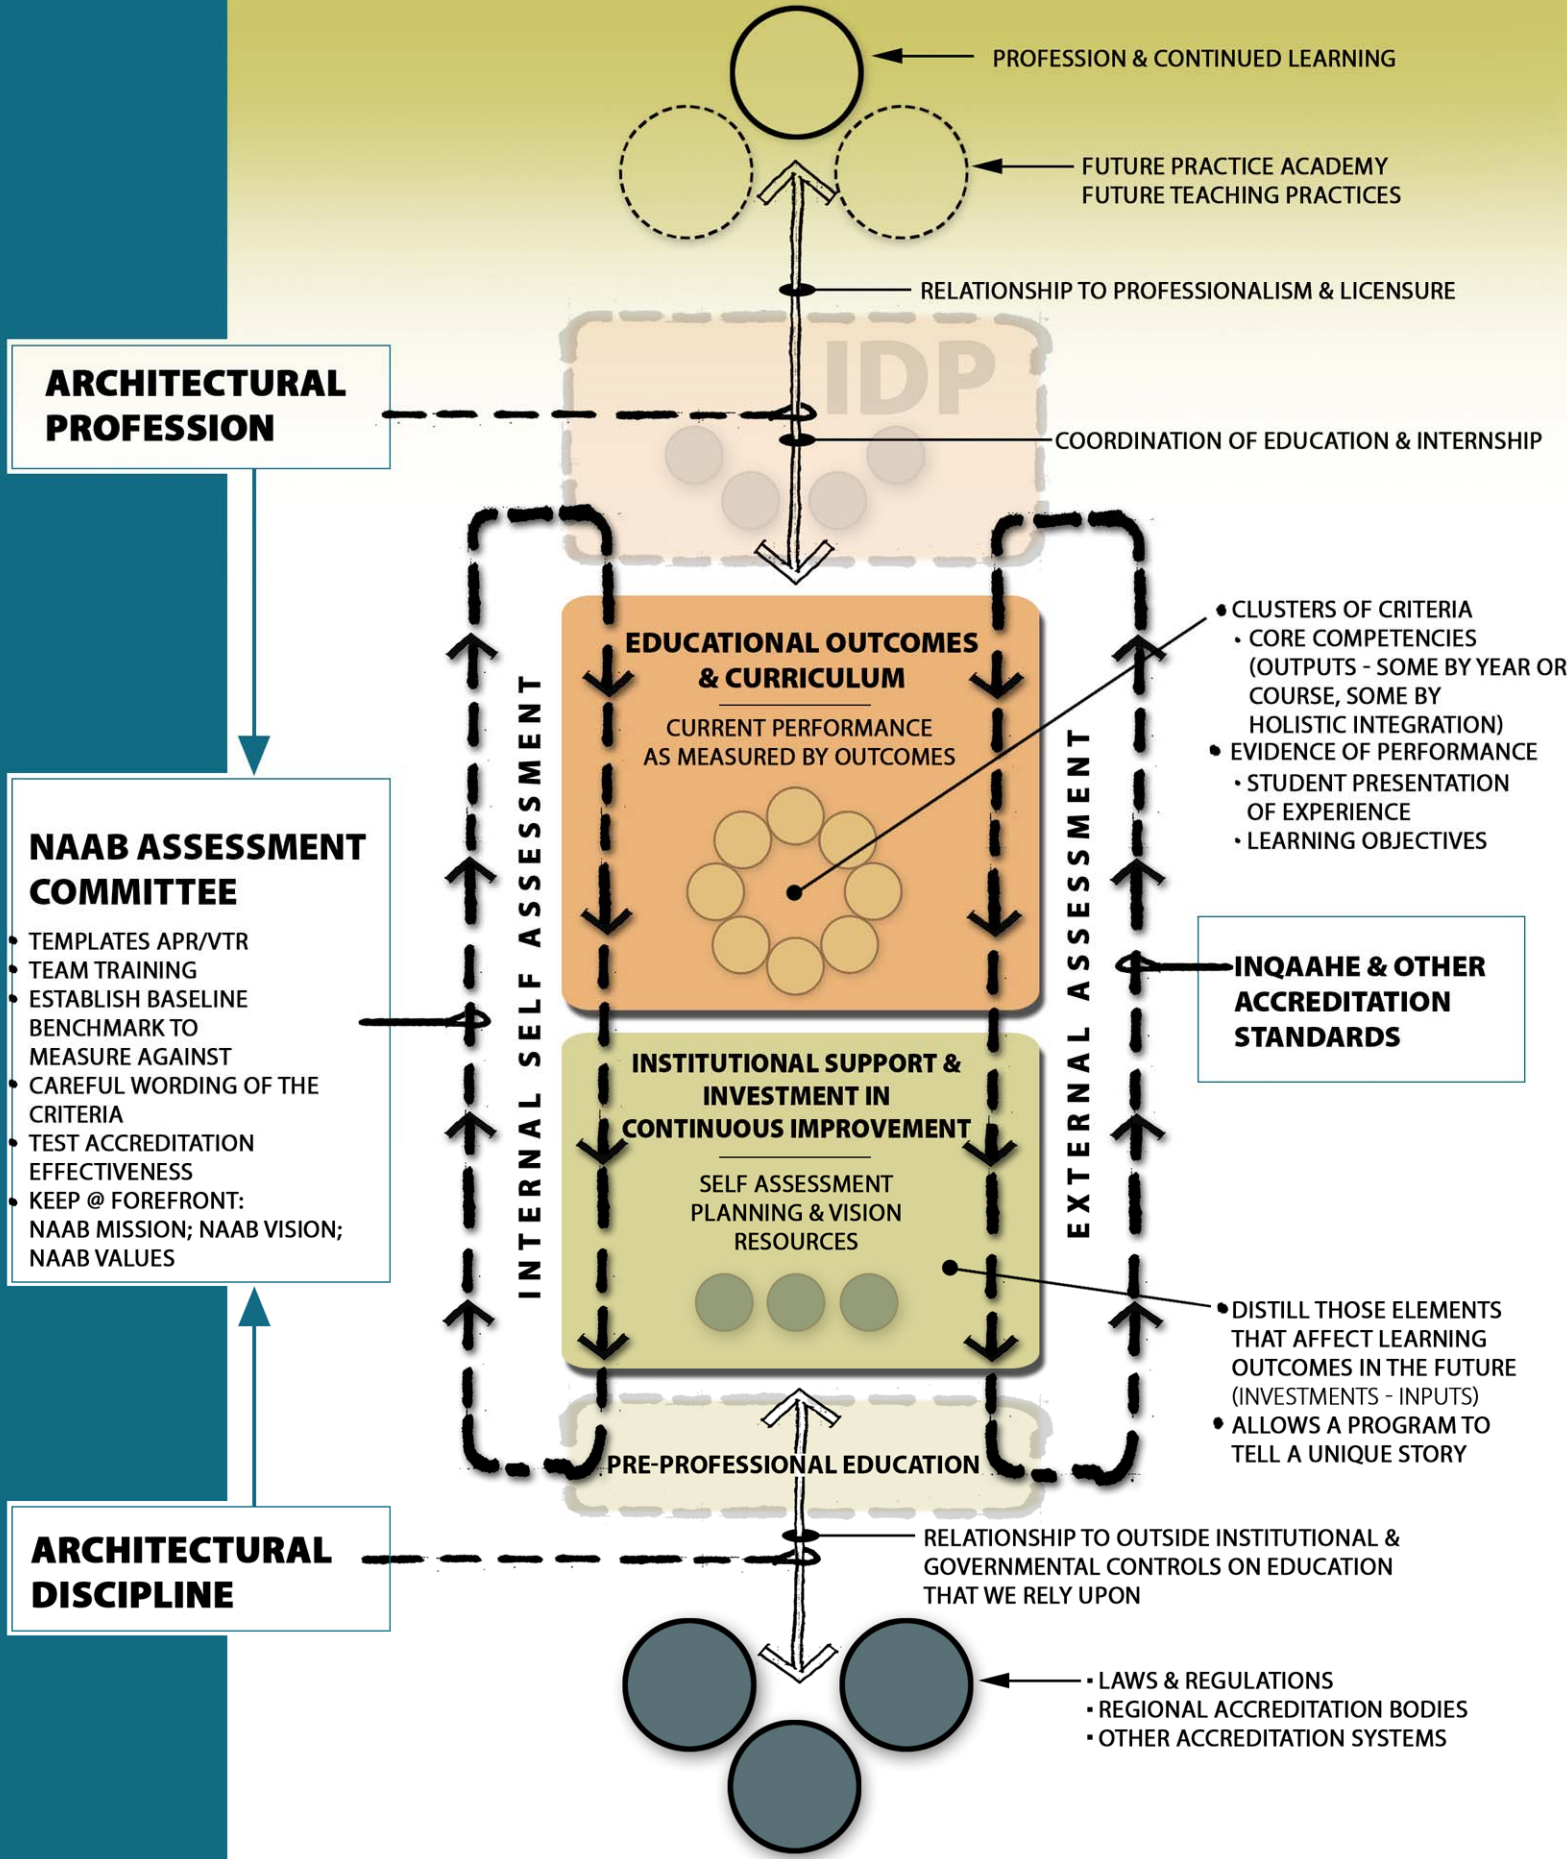 PROFESSION & CONTINUED LEARNING
FUTURE PRACTICE ACADEMY
FUTURE TEACHING PRACTICES
RELATIONSHIP TO PROFESSIONALISM & LICENSURE
IDP
ARCHITECTURAL
PROFESSION
COORDINATION OF EDUCATION & INTERNSHIP
EDUCATIONAL OUTCOMES
& CURRICULUM
CURRENT PERFORMANCE
AS MEASURED BY OUTCOMES
• CLUSTERS OF CRITERIA
· CORE COMPETENCIES
(OUTPUTS - SOME BY YEAR OR
COURSE, SOME BY
HOLISTIC INTEGRATION)
• EVIDENCE OF PERFORMANCE
· STUDENT PRESENTATION
OF EXPERIENCE
· LEARNING OBJECTIVES
INTERNAL SELF ASSESSMENT
EXTERNAL ASSESSMENT
NAAB ASSESSMENT
COMMITTEE
• TEMPLATES APR/VTR
• TEAM TRAINING
• ESTABLISH BASELINE
BENCHMARK TO
MEASURE AGAINST
• CAREFUL WORDING OF THE
CRITERIA
• TEST ACCREDITATION
EFFECTIVENESS
• KEEP @ FOREFRONT:
NAAB MISSION; NAAB VISION;
NAAB VALUES
INQAAHE & OTHER
ACCREDITATION
STANDARDS
INSTITUTIONAL SUPPORT &
INVESTMENT IN
CONTINUOUS IMPROVEMENT
SELF ASSESSMENT
PLANNING & VISION
RESOURCES
• DISTILL THOSE ELEMENTS
THAT AFFECT LEARNING
OUTCOMES IN THE FUTURE
(INVESTMENTS - INPUTS)
• ALLOWS A PROGRAM TO
TELL A UNIQUE STORY
PRE-PROFESSIONAL EDUCATION
ARCHITECTURAL
DISCIPLINE
RELATIONSHIP TO OUTSIDE INSTITUTIONAL &
GOVERNMENTAL CONTROLS ON EDUCATION
THAT WE RELY UPON
▪ LAWS & REGULATIONS
▪ REGIONAL ACCREDITATION BODIES
▪ OTHER ACCREDITATION SYSTEMS